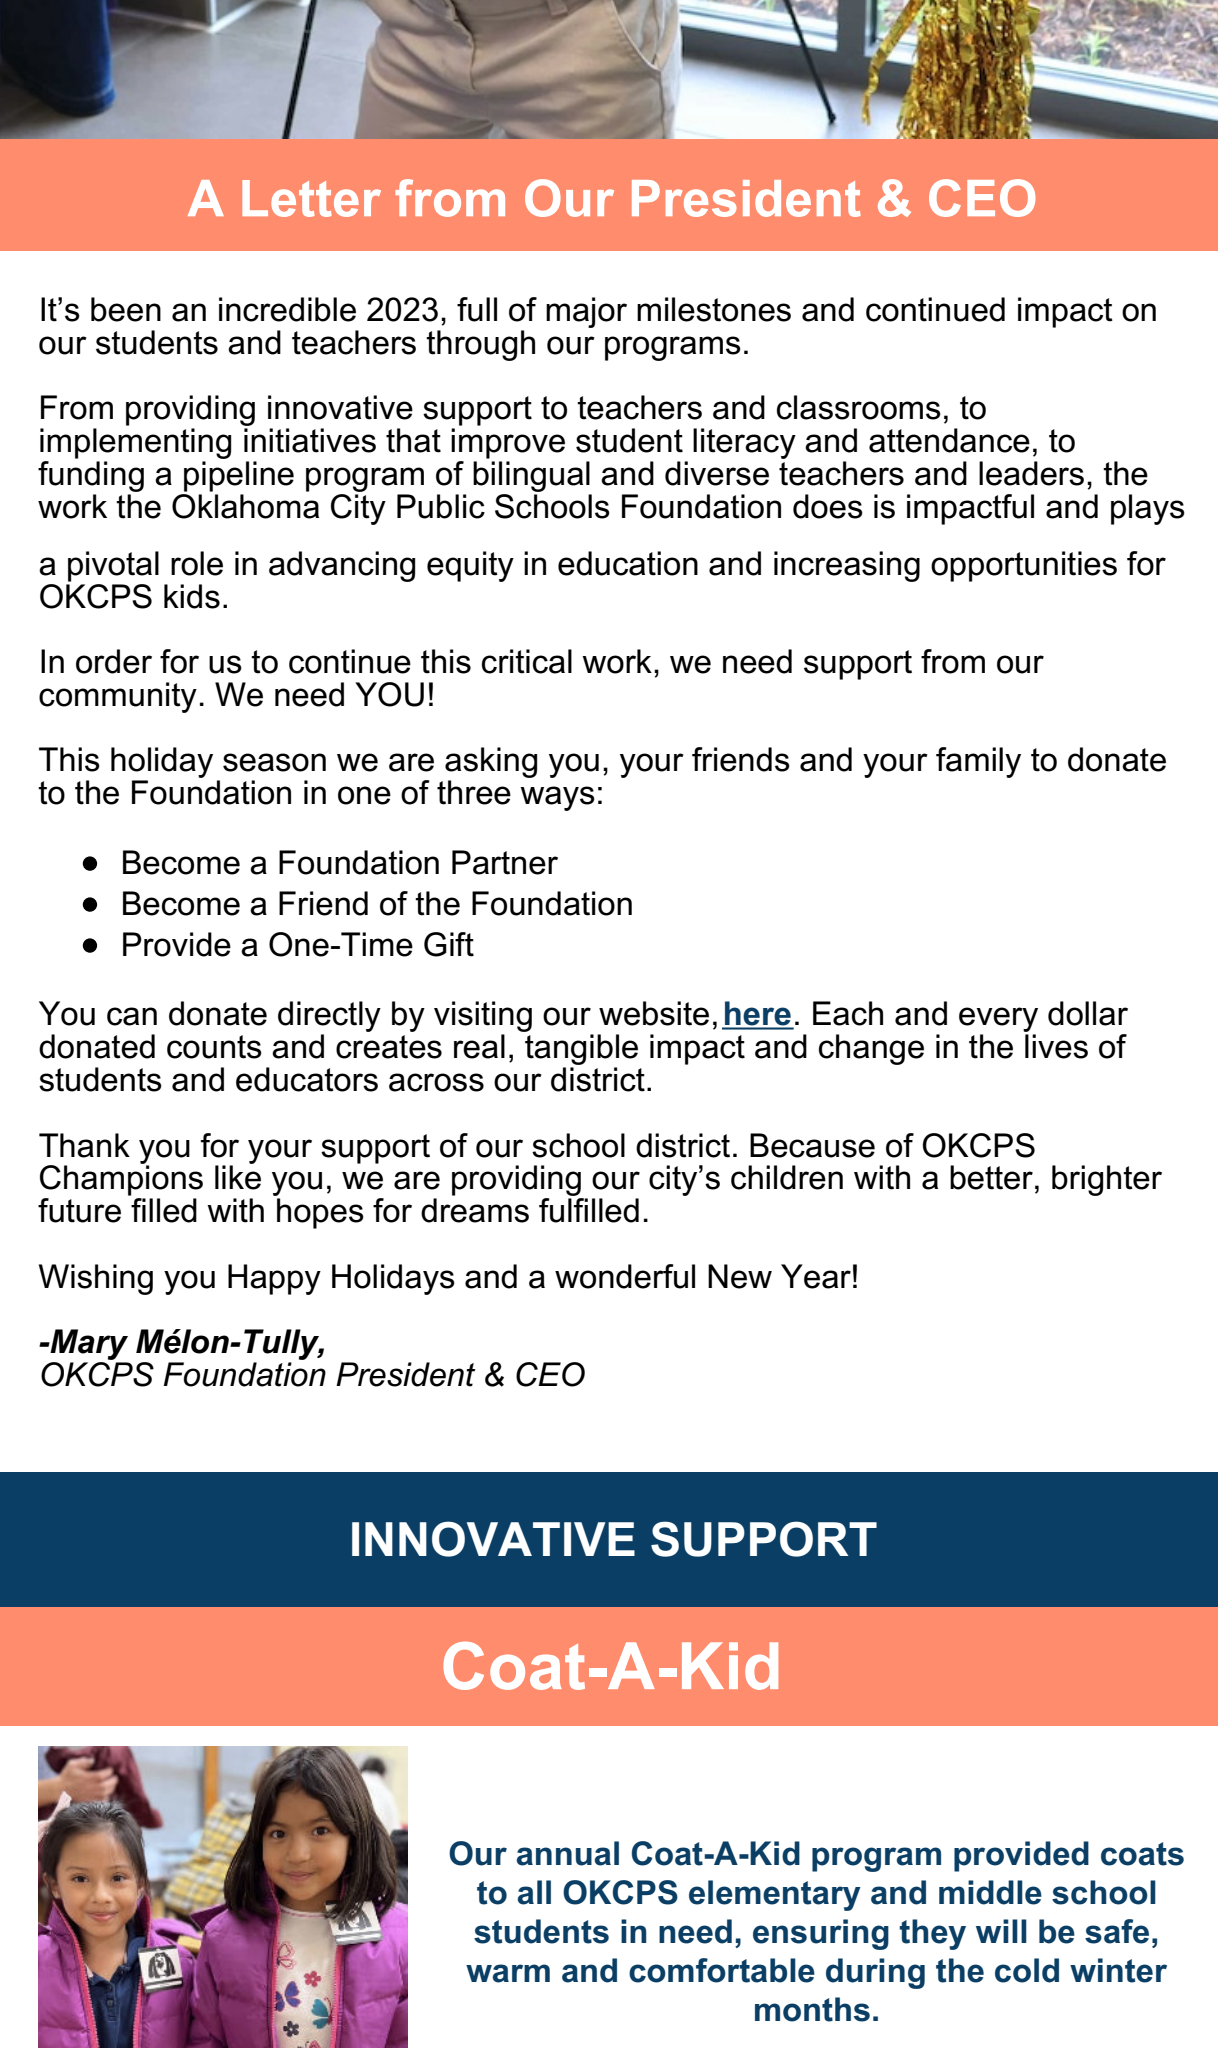 A Letter from Our President & CEO
It’s been an incredible 2023, full of major milestones and continued impact on
our students and teachers through our programs.
From providing innovative support to teachers and classrooms, to
implementing initiatives that improve student literacy and attendance, to
funding a pipeline program of bilingual and diverse teachers and leaders, the
work the Oklahoma City Public Schools Foundation does is impactful and plays
a pivotal role in advancing equity in education and increasing opportunities for
OKCPS kids.
In order for us to continue this critical work, we need support from our
community. We need YOU!
This holiday season we are asking you, your friends and your family to donate
to the Foundation in one of three ways:
● Become a Foundation Partner
● Become a Friend of the Foundation
● Provide a One-Time Gift
You can donate directly by visiting our website, here. Each and every dollar
donated counts and creates real, tangible impact and change in the lives of
students and educators across our district.
Thank you for your support of our school district. Because of OKCPS
Champions like you, we are providing our city’s children with a better, brighter
future filled with hopes for dreams fulfilled.
Wishing you Happy Holidays and a wonderful New Year!
-Mary Mélon-Tully,
OKCPS Foundation President & CEO
INNOVATIVE SUPPORT
Coat-A-Kid
Our annual Coat-A-Kid program provided coats
to all OKCPS elementary and middle school
students in need, ensuring they will be safe,
warm and comfortable during the cold winter
months.